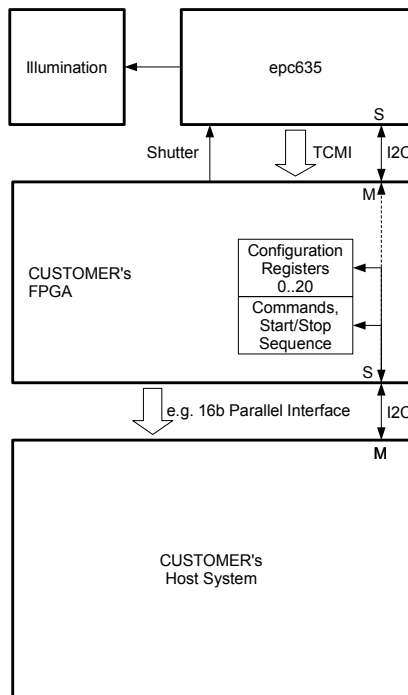 Illumination
epc635
S
Shutter
TCMI
I2C
M
CUSTOMER's
FPGA
Configuration
Registers
0..20
Commands,
Start/Stop
Sequence
S
e.g. 16b Parallel Interface
I2C
M
CUSTOMER's
Host System